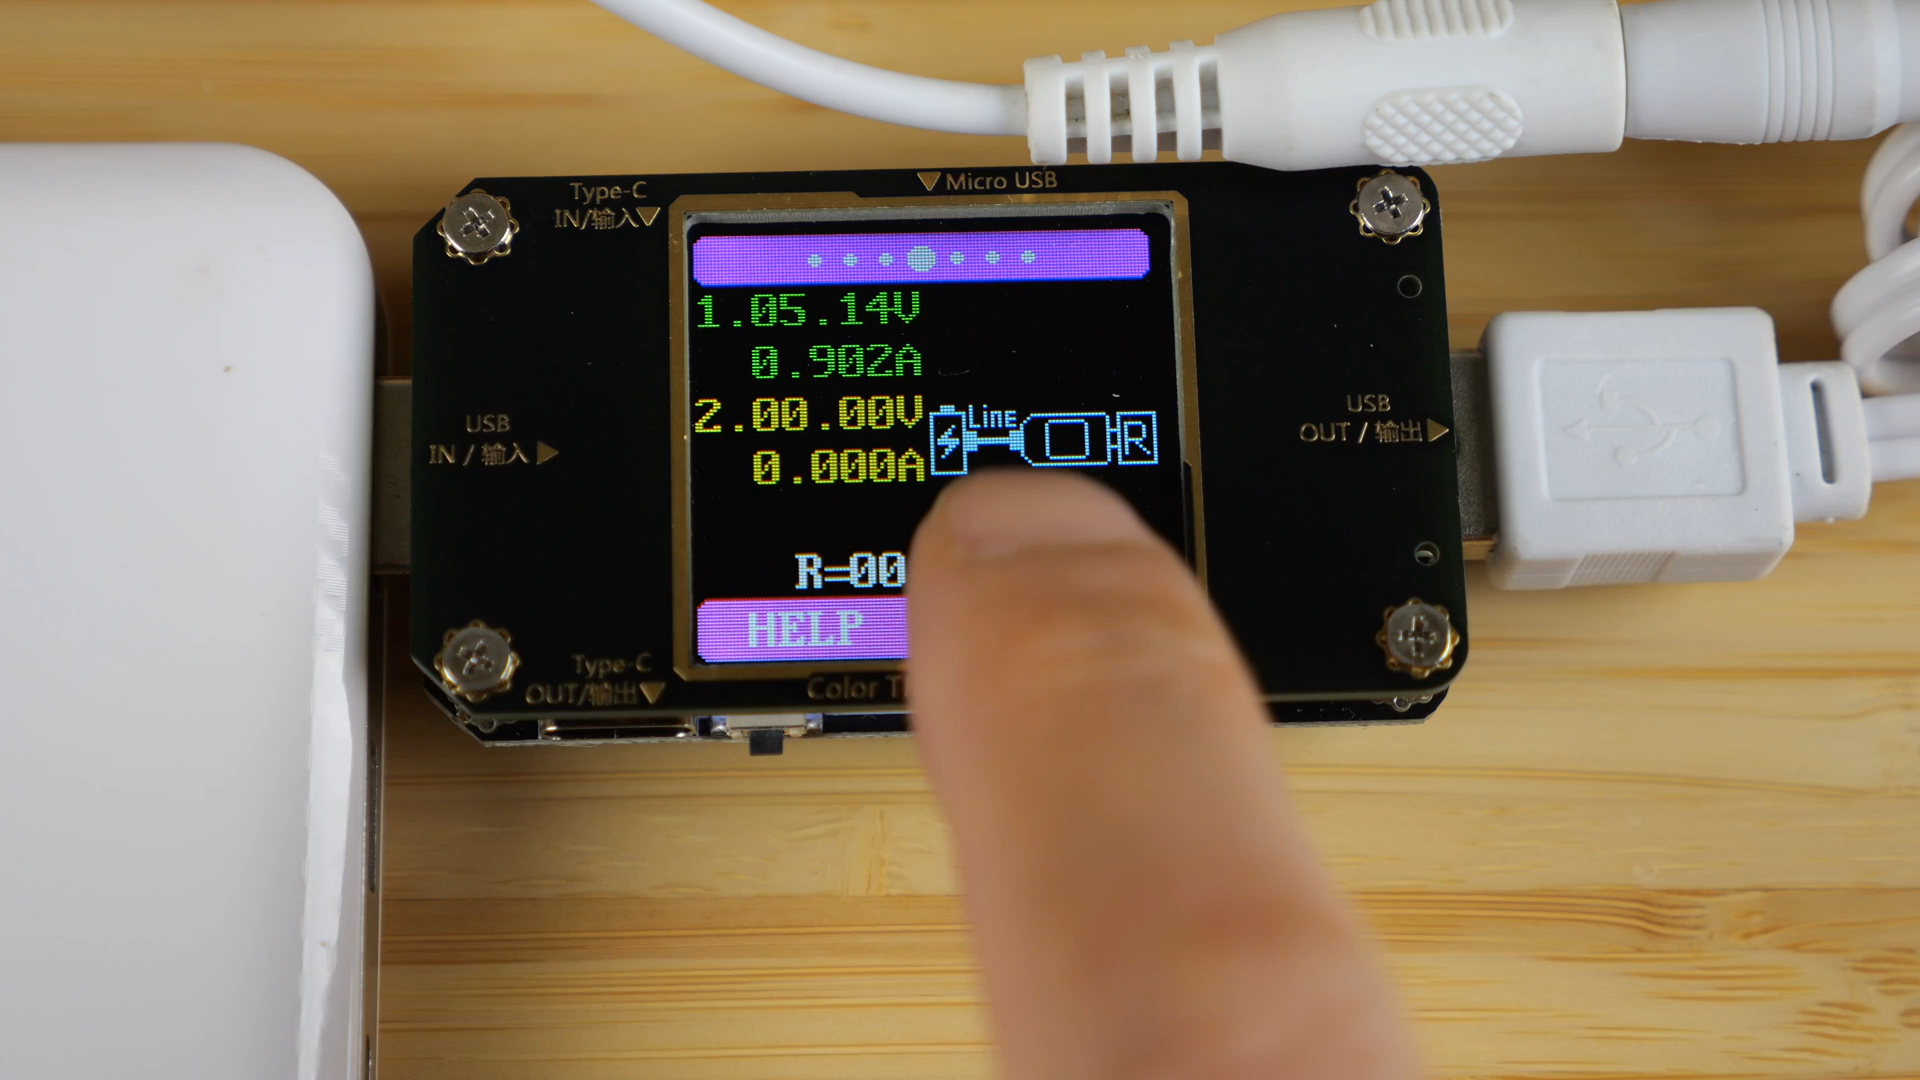 Type-C
IN/输入▽
▽Micro USB
1.05.14V
0.902A
2.00.00V
0.000A
Line
R
USB
IN / 输入 ▷
USB
OUT / 输出▷
R=00
HELP
Type-C
OUT/输出▽
Color